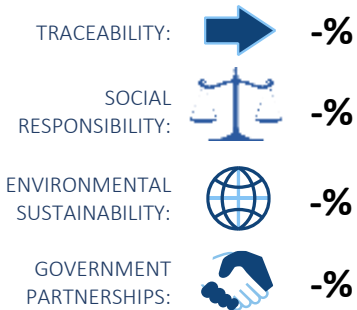 TRACEABILITY: -%
SOCIAL
RESPONSIBILITY: -%
ENVIRONMENTAL
SUSTAINABILITY: -%
GOVERNMENT
PARTNERSHIPS: -%